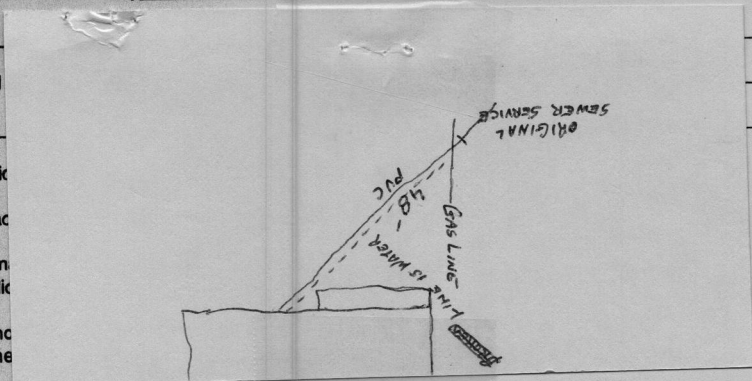 ORIGINAL
SEWER SERVICE
PVC
48-
GAS LINE
LINE IS WATER